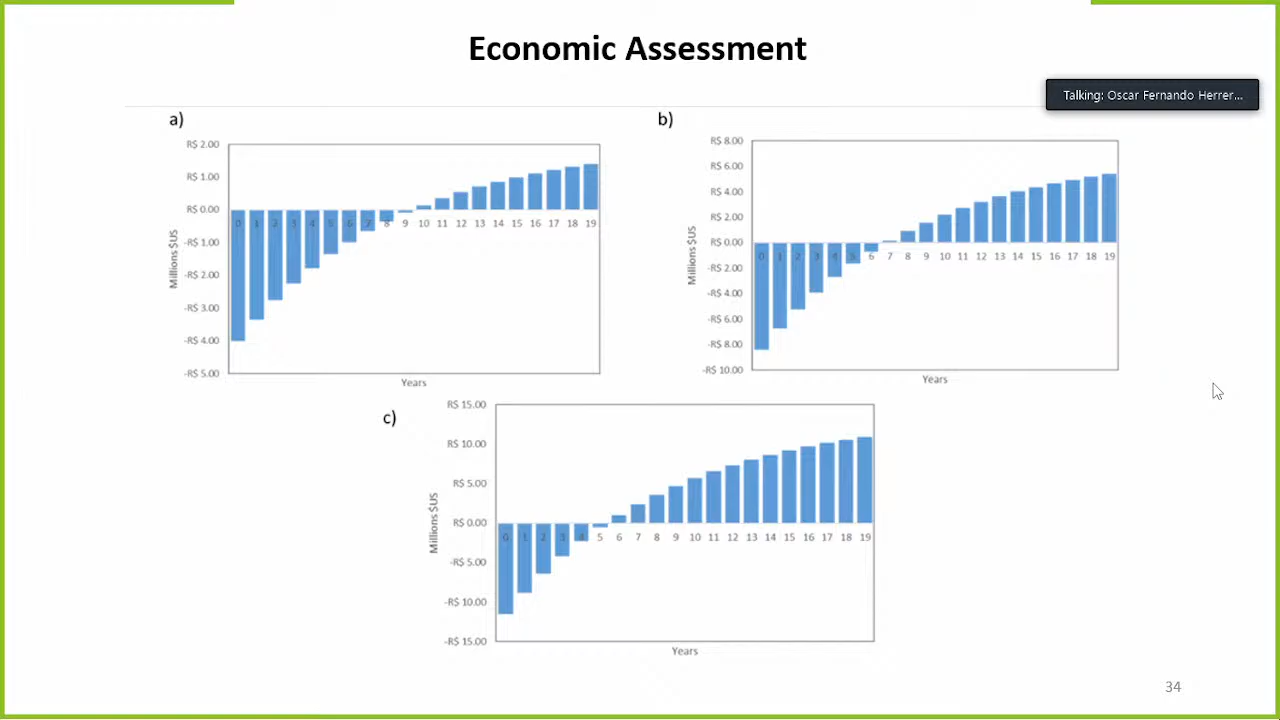 Economic Assessment
Talking: Oscar Fernando Herrer...
a)
R$ 2.00
R$ 1.00
R$ 0.00
-R$ 1.00
-R$ 2.00
-R$ 3.00
-R$ 4.00
-R$ 5.00
Millions $US
0 1 2 3 4 5 6 7 8 9 10 11 12 13 14 15 16 17 18 19
Years
b)
R$ 8.00
R$ 6.00
R$ 4.00
R$ 2.00
R$ 0.00
-R$ 2.00
-R$ 4.00
-R$ 6.00
-R$ 8.00
-R$ 10.00
Millions $US
0 1 2 3 4 5 6 7 8 9 10 11 12 13 14 15 16 17 18 19
Years
c)
R$ 15.00
R$ 10.00
R$ 5.00
R$ 0.00
-R$ 5.00
-R$ 10.00
-R$ 15.00
Millions $US
0 1 2 3 4 5 6 7 8 9 10 11 12 13 14 15 16 17 18 19
Years
34